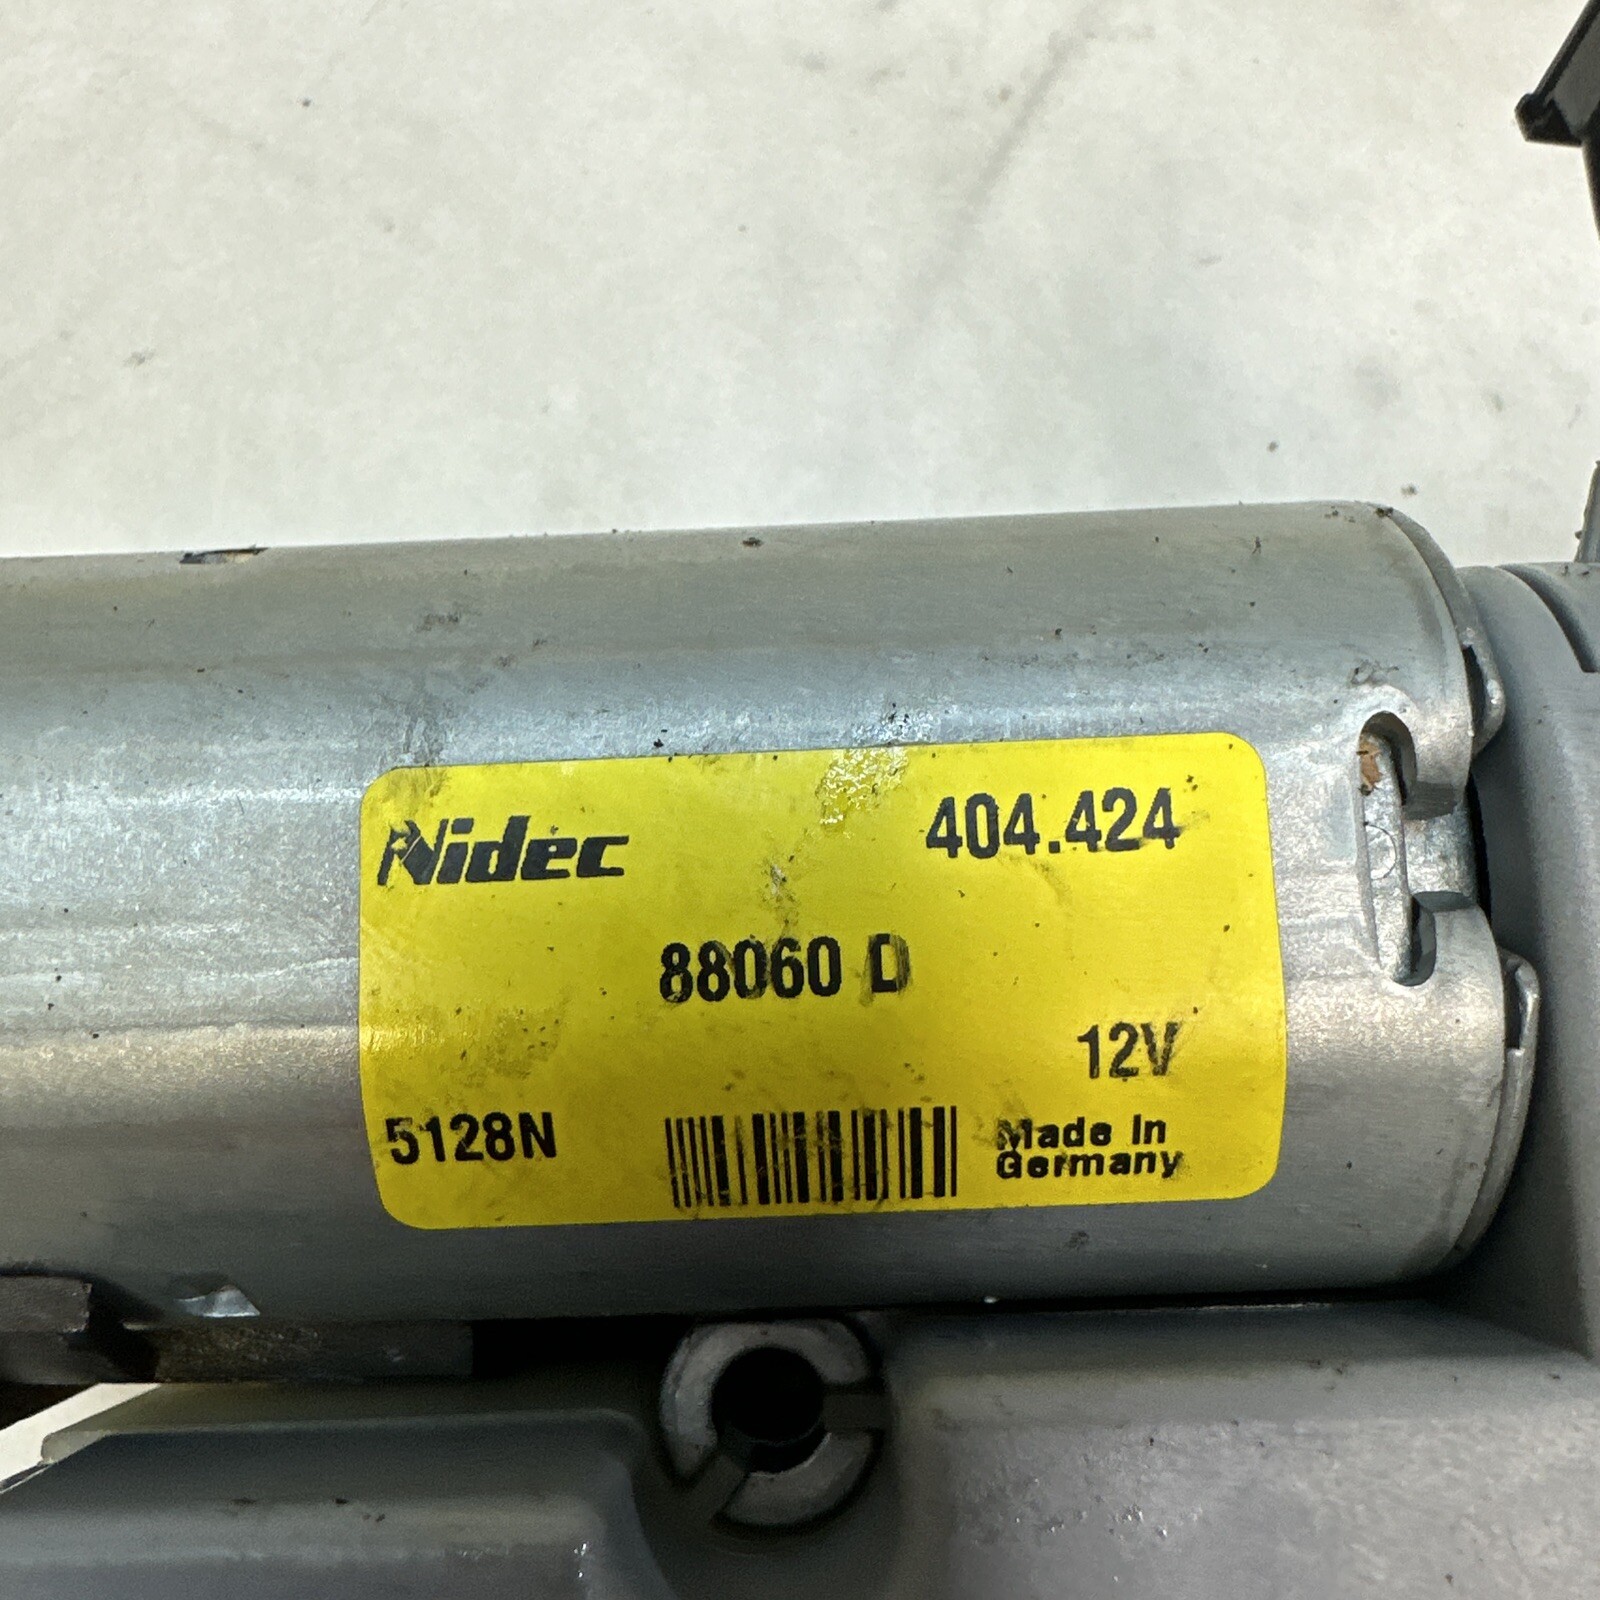 Nidec 404.424
88060 D
12V
5128N Made in
Germany